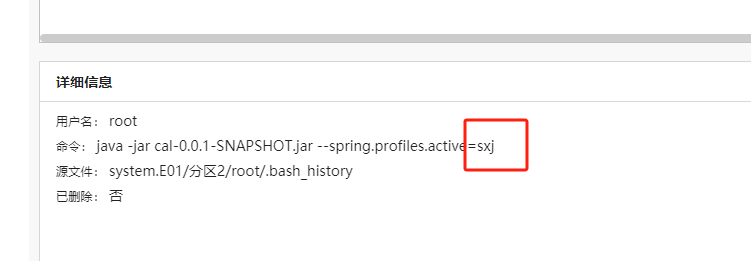 详细信息
用户名： root
命令： java -jar cal-0.0.1-SNAPSHOT.jar --spring.profiles.active=sxj
源文件： system.E01/分区2/root/.bash_history
已删除： 否